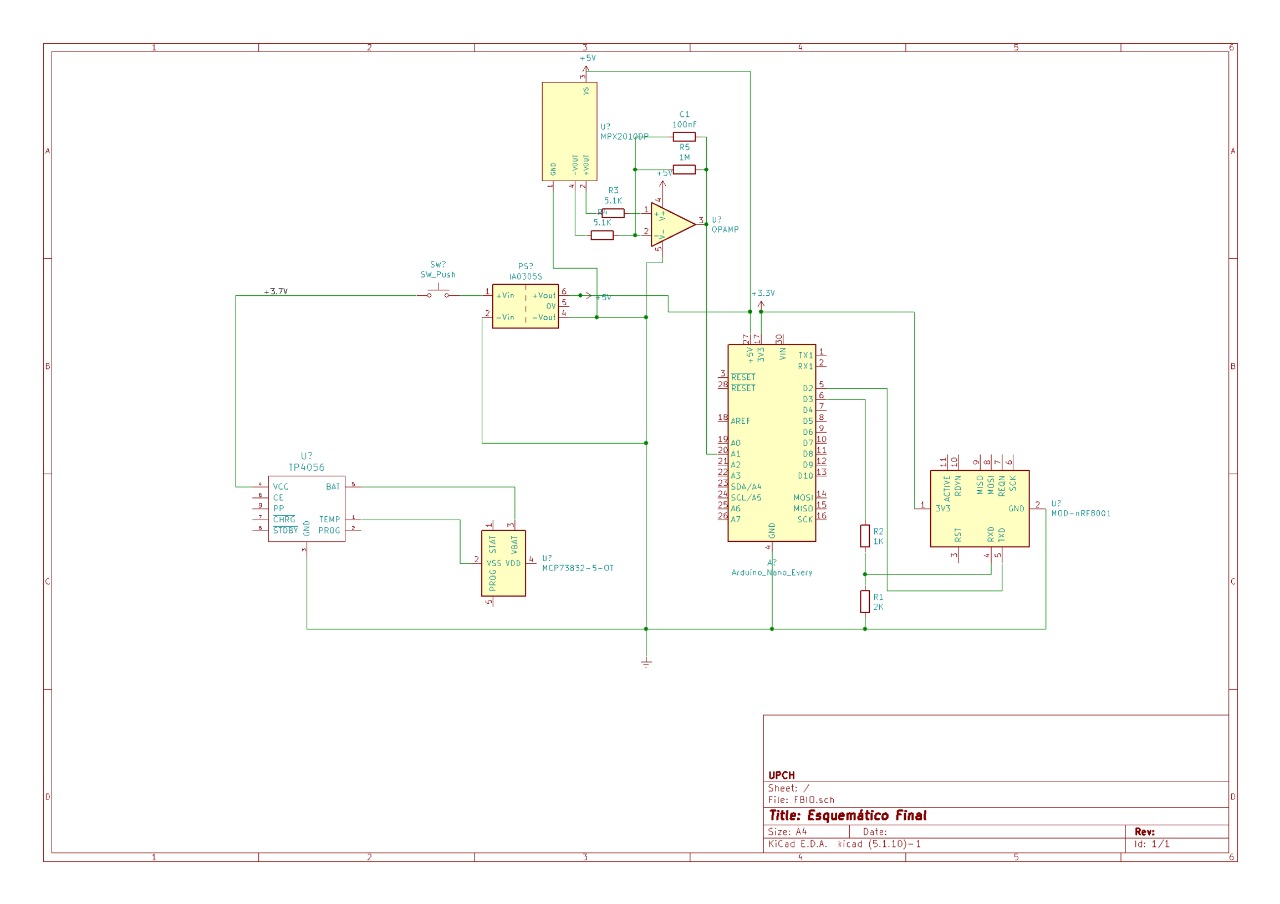 1 2 3 4 5 6
A
B
C
D
+5V
3
VS
U?
MPX2010DP
GND
-VOUT
+VOUT
1
4
2
C1
100nF
R5
1M
+5V
R3
5.1K
R4
5.1K
1
2
4
5
3
+
-
V+
V-
U?
OPAMP
SW?
SW_Push
+3.7V
PS?
IA0305S
1 +Vin +Vout 6
0V 5
2 -Vin -Vout 4
+5V
+3.3V
27 17 30
+5V 3V3 VIN
TX1 1
RX1 2
3 RESET
28 RESET
D2 5
D3 6
D4 7
18 AREF
D5 8
D6 9
19 A0
D7 10
20 A1
D8 11
21 A2
D9 12
22 A3
D10 13
23 SDA/A4
24 SCL/A5
MOSI 14
25 A6
MISO 15
26 A7
SCK 16
GND
4
A?
Arduino_Nano_Every
U?
TP4056
4 VCC BAT 5
8 CE
PP
7 CHRG TEMP 1
6 STDBY PROG 2
GND
3
1 3
STAT VBAT
2 VSS VDD 4
PROG
5
U?
MCP73832-5-OT
R2
1K
R1
2K
11 10 9 8 7 6
ACTIVE RDYN MISO MOSI REQN SCK
1 3V3 GND 2
RST RXD TXD
3 4 5
U?
MOD-nRF8001
UPCH
Sheet: /
File: FBIO.sch
Title: Esquemático Final
Size: A4 Date: Rev:
KiCad E.D.A. kicad (5.1.10)-1 Id: 1/1
A
B
C
D
1 2 3 4 5 6